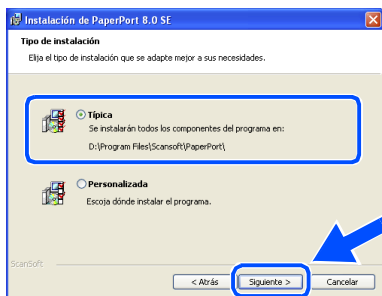 Instalación de PaperPort 8.0 SE
Tipo de instalación
Elija el tipo de instalación que se adapte mejor a sus necesidades.
Típica
Se instalarán todos los componentes del programa en:
D:\Program Files\Scansoft\PaperPort\
Personalizada
Escoja dónde instalar el programa.
ScanSoft
< Atrás
Siguiente >
Cancelar